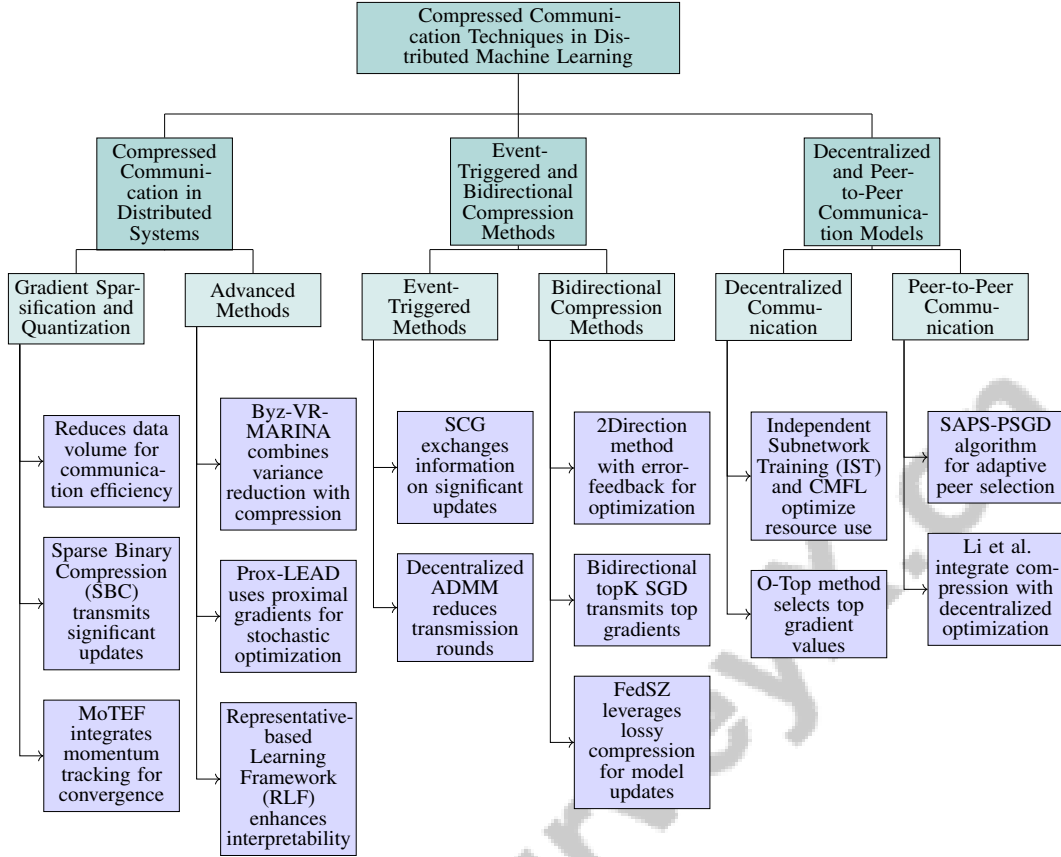 Compressed Communi-
cation Techniques in Dis-
tributed Machine Learning
Compressed
Communi-
cation in
Distributed
Systems
Event-
Triggered and
Bidirectional
Compression
Methods
Decentralized
and Peer-
to-Peer
Communica-
tion Models
Gradient Spar-
sification and
Quantization
Advanced
Methods
Event-
Triggered
Methods
Bidirectional
Compression
Methods
Decentralized
Commu-
nication
Peer-to-Peer
Commu-
nication
Reduces data
volume for
communica-
tion efficiency
Sparse Binary
Compression
(SBC)
transmits
significant
updates
MoTEF
integrates
momentum
tracking for
convergence
Byz-VR-
MARINA
combines
variance
reduction with
compression
Prox-LEAD
uses proximal
gradients for
stochastic
optimization
Representative-
based
Learning
Framework
(RLF)
enhances
interpretability
SCG
exchanges
information
on significant
updates
Decentralized
ADMM
reduces
transmission
rounds
2Direction
method
with error-
feedback for
optimization
Bidirectional
topK SGD
transmits top
gradients
FedSZ
leverages
lossy
compression
for model
updates
Independent
Subnetwork
Training (IST)
and CMFL
optimize
resource use
O-Top method
selects top
gradient
values
SAPS-PSGD
algorithm
for adaptive
peer selection
Li et al.
integrate com-
pression with
decentralized
optimization